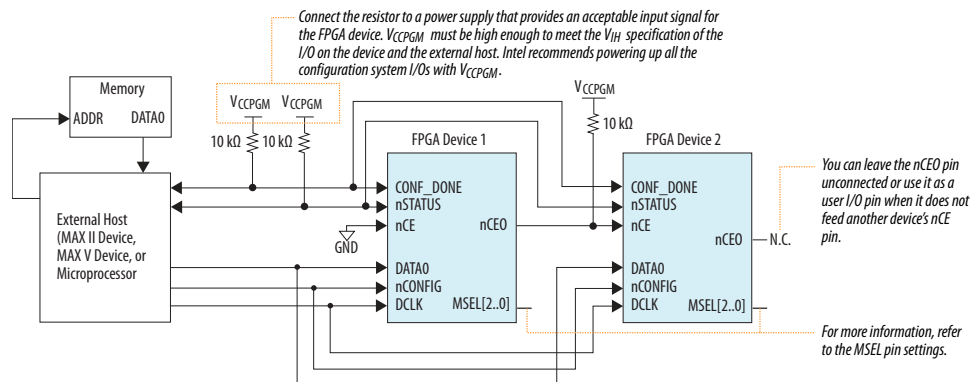 Connect the resistor to a power supply that provides an acceptable input signal for
the FPGA device. VCCPGM must be high enough to meet the VIH specification of the
I/O on the device and the external host. Intel recommends powering up all the
configuration system I/Os with VCCPGM.
Memory
ADDR DATA0
VCCPGM VCCPGM
10 kΩ 10 kΩ
VCCPGM
10 kΩ
External Host
(MAX II Device,
MAX V Device, or
Microprocessor
GND
FPGA Device 1
CONF_DONE
nSTATUS
nCE
nCEO
DATA0
nCONFIG
DCLK
MSEL[2..0]
FPGA Device 2
CONF_DONE
nSTATUS
nCE
nCEO
N.C.
DATA0
nCONFIG
DCLK
MSEL[2..0]
You can leave the nCEO pin
unconnected or use it as a
user I/O pin when it does not
feed another device's nCE
pin.
For more information, refer
to the MSEL pin settings.